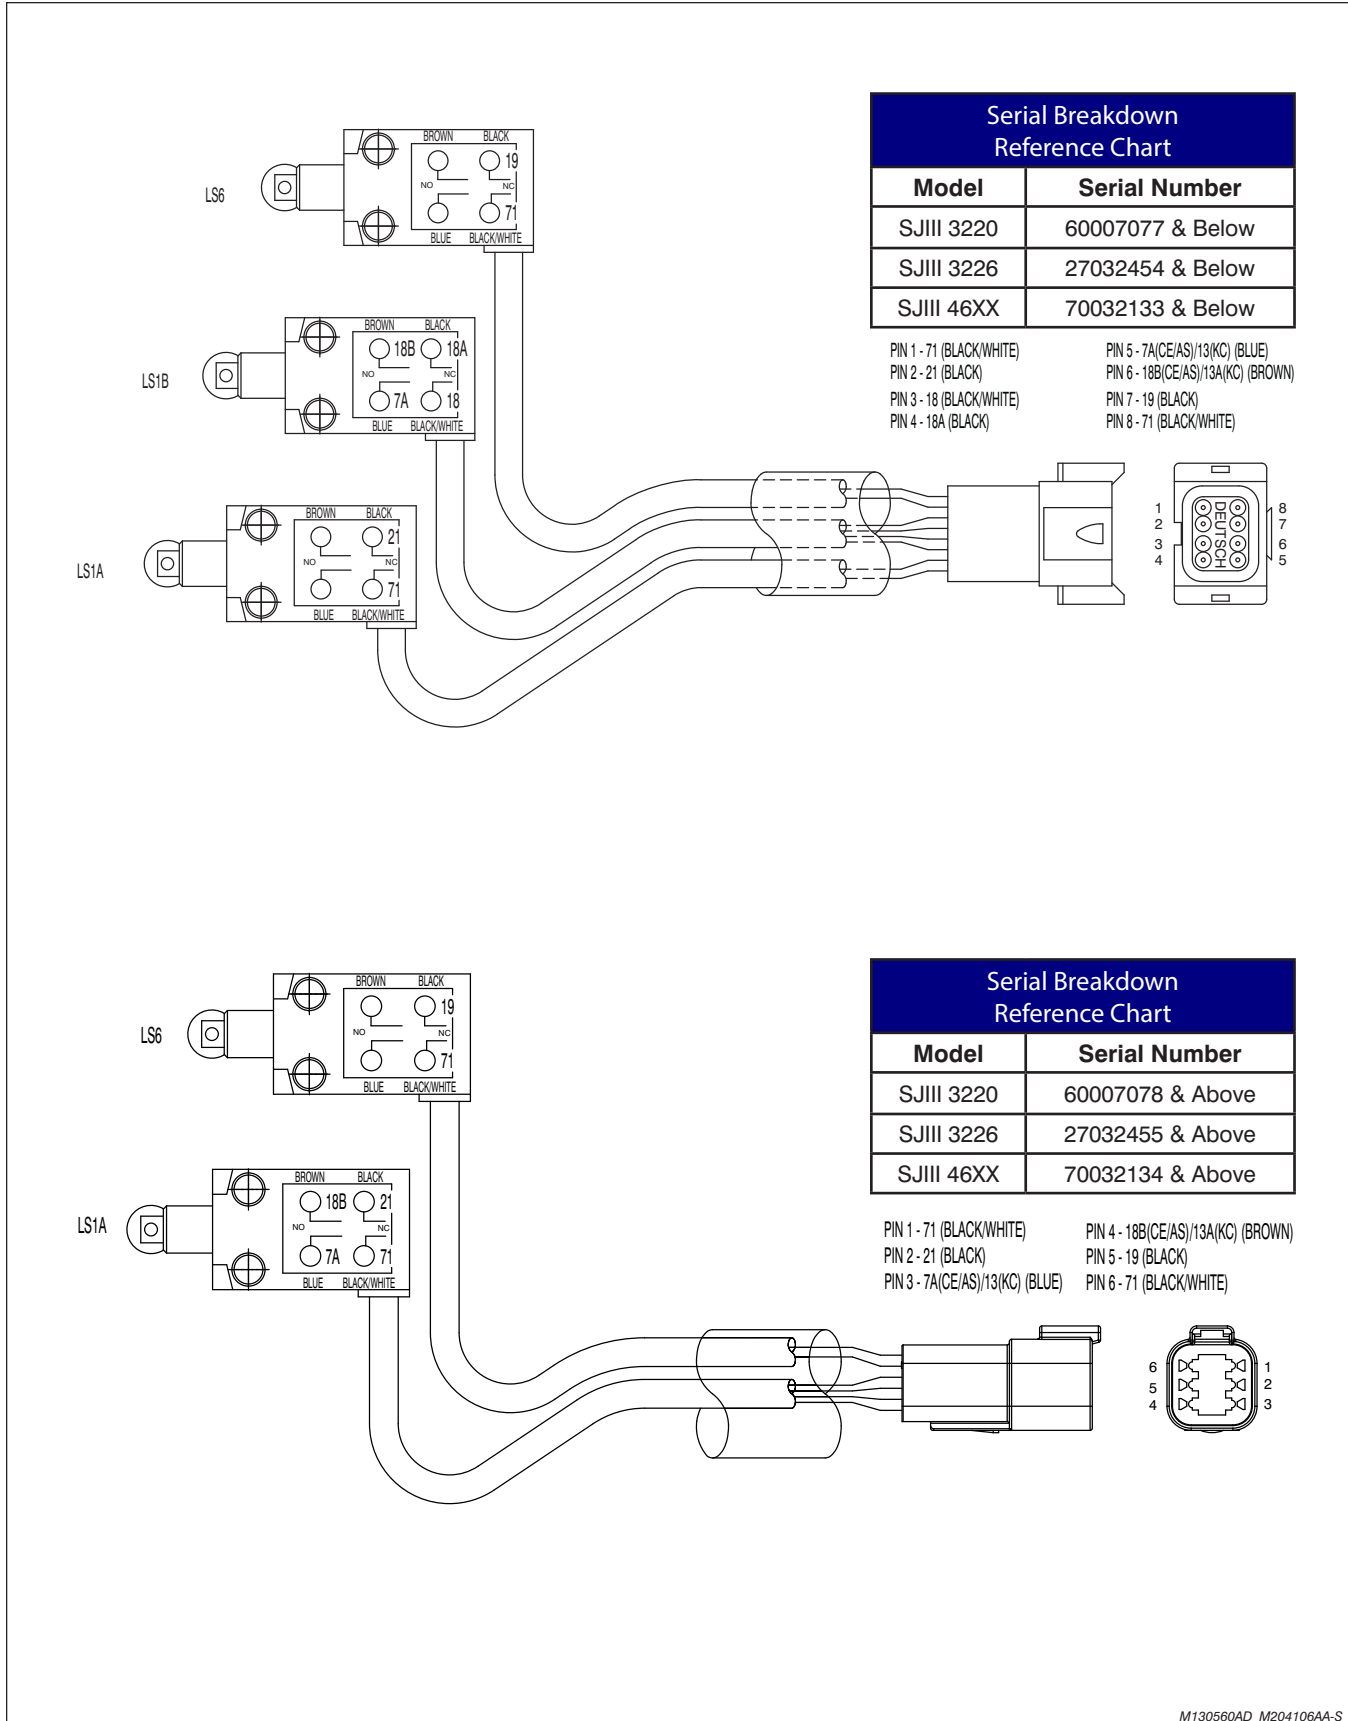 Serial Breakdown
Reference Chart
Model Serial Number
SJIII 3220 60007077 & Below
SJIII 3226 27032454 & Below
SJIII 46XX 70032133 & Below
PIN 1 - 71 (BLACK/WHITE)
PIN 2 - 21 (BLACK)
PIN 3 - 18 (BLACK/WHITE)
PIN 4 - 18A (BLACK)
PIN 5 - 7A(CE/AS)/13(KC) (BLUE)
PIN 6 - 18B(CE/AS)/13A(KC) (BROWN)
PIN 7 - 19 (BLACK)
PIN 8 - 71 (BLACK/WHITE)
LS6
BROWN BLACK
19
NO NC
71
BLUE BLACK/WHITE
LS1B
BROWN BLACK
18B 18A
NO NC
7A 18
BLUE BLACK/WHITE
LS1A
BROWN BLACK
21
NO NC
71
BLUE BLACK/WHITE
1 8
2 7
3 6
4 5
DEUTSCH
Serial Breakdown
Reference Chart
Model Serial Number
SJIII 3220 60007078 & Above
SJIII 3226 27032455 & Above
SJIII 46XX 70032134 & Above
PIN 1 - 71 (BLACK/WHITE)
PIN 2 - 21 (BLACK)
PIN 3 - 7A(CE/AS)/13(KC) (BLUE)
PIN 4 - 18B(CE/AS)/13A(KC) (BROWN)
PIN 5 - 19 (BLACK)
PIN 6 - 71 (BLACK/WHITE)
LS6
BROWN BLACK
19
NO NC
71
BLUE BLACK/WHITE
LS1A
BROWN BLACK
18B 21
NO NC
7A 71
BLUE BLACK/WHITE
6 1
5 2
4 3
M130560AD_M204106AA-S